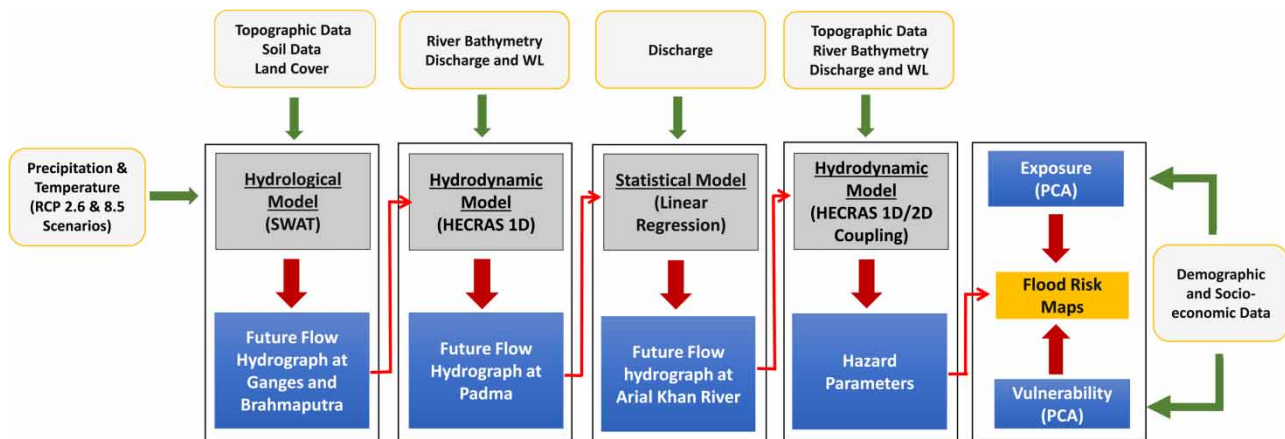 Topographic Data
Soil Data
Land Cover
River Bathymetry
Discharge and WL
Discharge
Topographic Data
River Bathymetry
Discharge and WL
Precipitation &
Temperature
(RCP 2.6 & 8.5
Scenarios)
Hydrological
Model
(SWAT)
Hydrodynamic
Model
(HECRAS 1D)
Statistical Model
(Linear
Regression)
Hydrodynamic
Model
(HECRAS 1D/2D
Coupling)
Exposure
(PCA)
Flood Risk
Maps
Demographic
and Socio-
economic Data
Future Flow
Hydrograph at
Ganges and
Brahmaputra
Future Flow
Hydrograph at
Padma
Future Flow
hydrograph at
Arial Khan River
Hazard
Parameters
Vulnerability
(PCA)